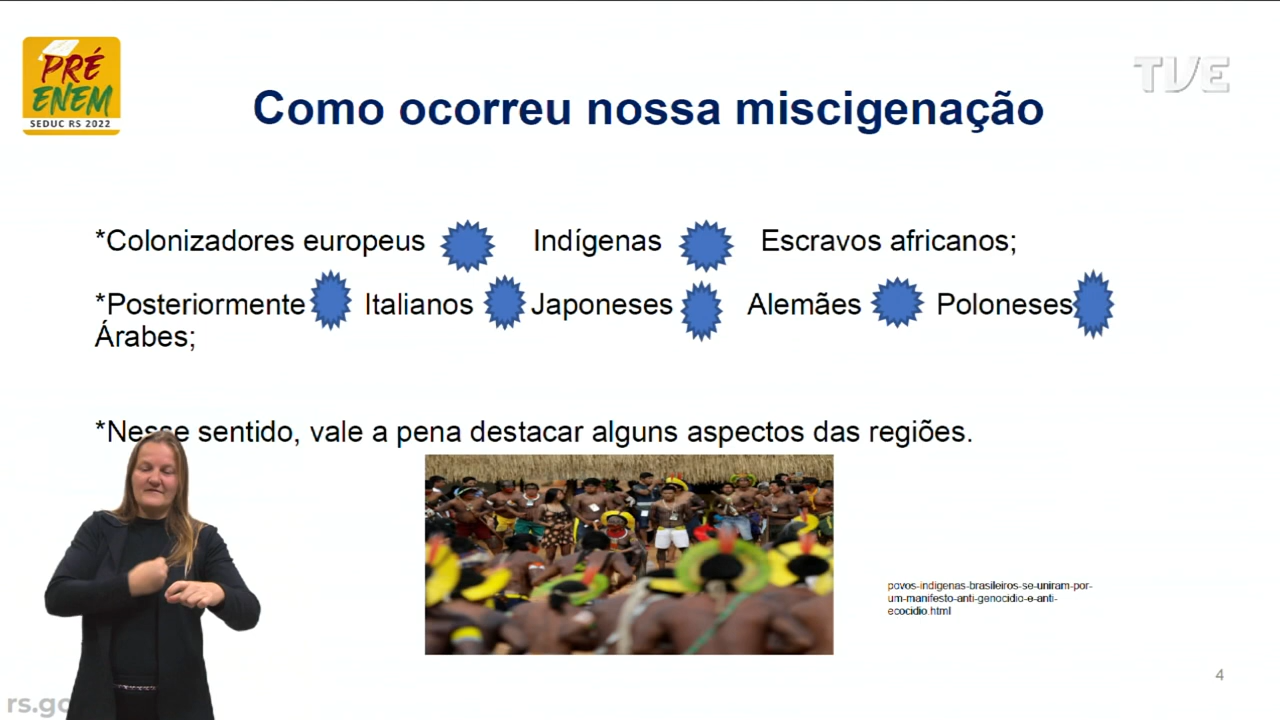 PRÉ
ENEM
SEDUC RS 2022
TVE
Como ocorreu nossa miscigenação
*Colonizadores europeus Indígenas Escravos africanos;
*Posteriormente Italianos Japoneses Alemães Poloneses
Árabes;
*Nesse sentido, vale a pena destacar alguns aspectos das regiões.
povos-indigenas-brasileiros-se-uniram-por-
um-manifesto-anti-genocidio-e-anti-
ecocidio.html
4
rs.go